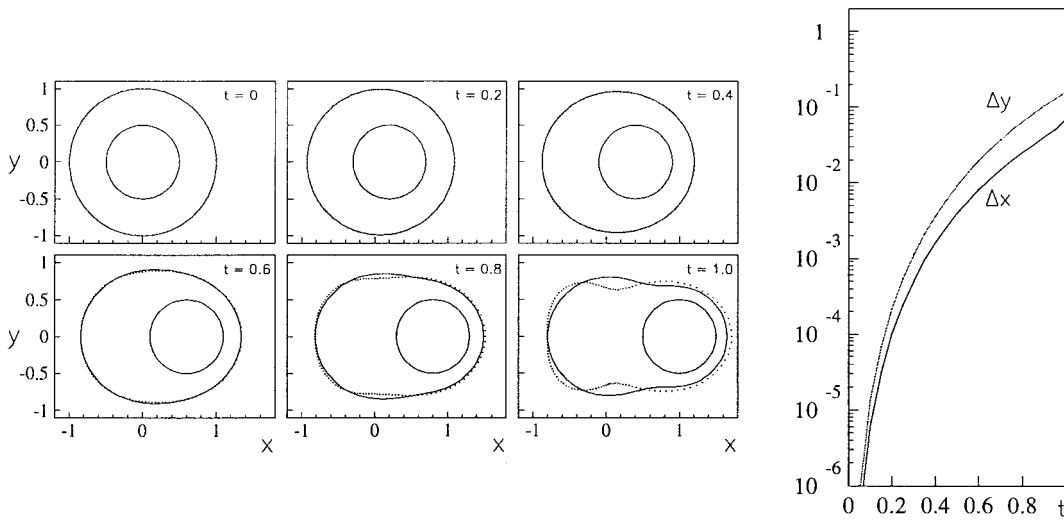 t = 0
t = 0.2
t = 0.4
1
0.5
y 0
-0.5
-1
t = 0.6
t = 0.8
t = 1.0
1
0.5
y 0
-0.5
-1
-1 0 1 x
-1 0 1 x
-1 0 1 x
1
10 -1
10 -2
10 -3
10 -4
10 -5
10 -6
Δy
Δx
0 0.2 0.4 0.6 0.8 t